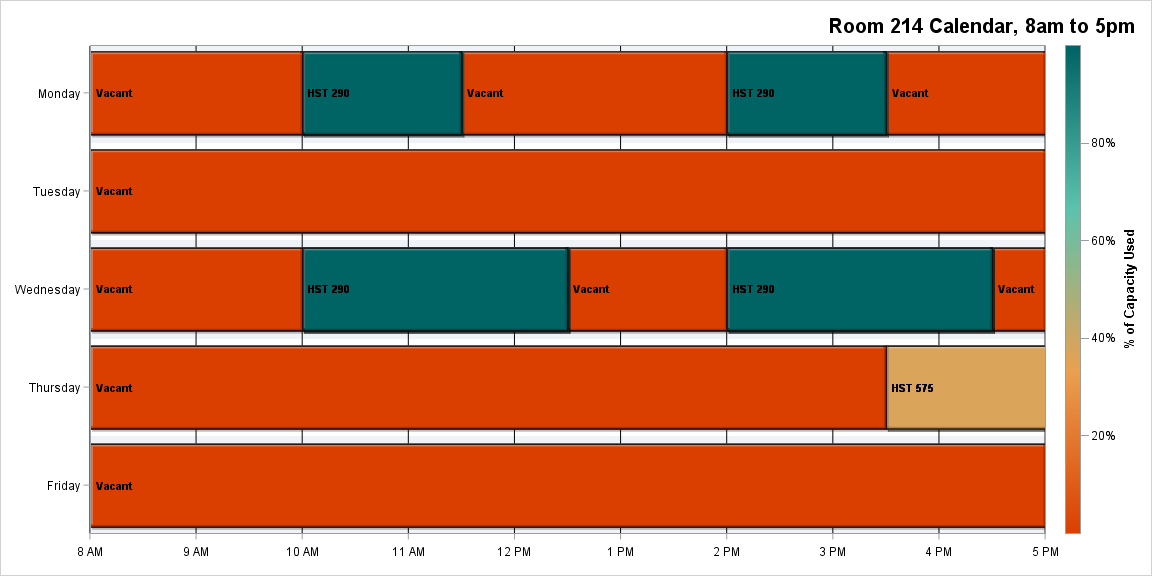 Room 214 Calendar, 8am to 5pm
Monday
Vacant
HST 290
Vacant
HST 290
Vacant
Tuesday
Vacant
Wednesday
Vacant
HST 290
Vacant
HST 290
Vacant
Thursday
Vacant
HST 575
Friday
Vacant
8 AM
9 AM
10 AM
11 AM
12 PM
1 PM
2 PM
3 PM
4 PM
5 PM
80%
60%
40%
20%
% of Capacity Used